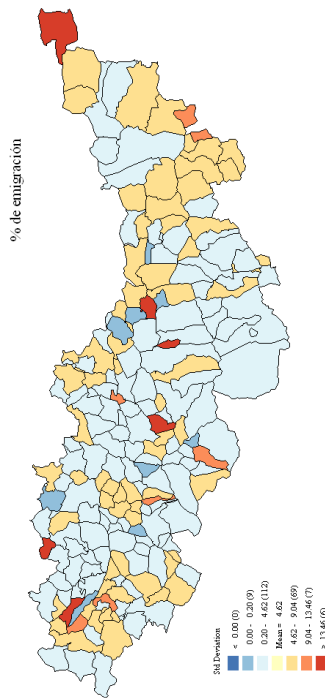 % de emigración
Std Deviation
< 0.00 (0)
0.00 - 0.20 (9)
0.20 - 4.62 (112)
Mean = 4.62
4.62 - 9.04 (69)
9.04 - 13.46 (7)
> 13.46 (6)